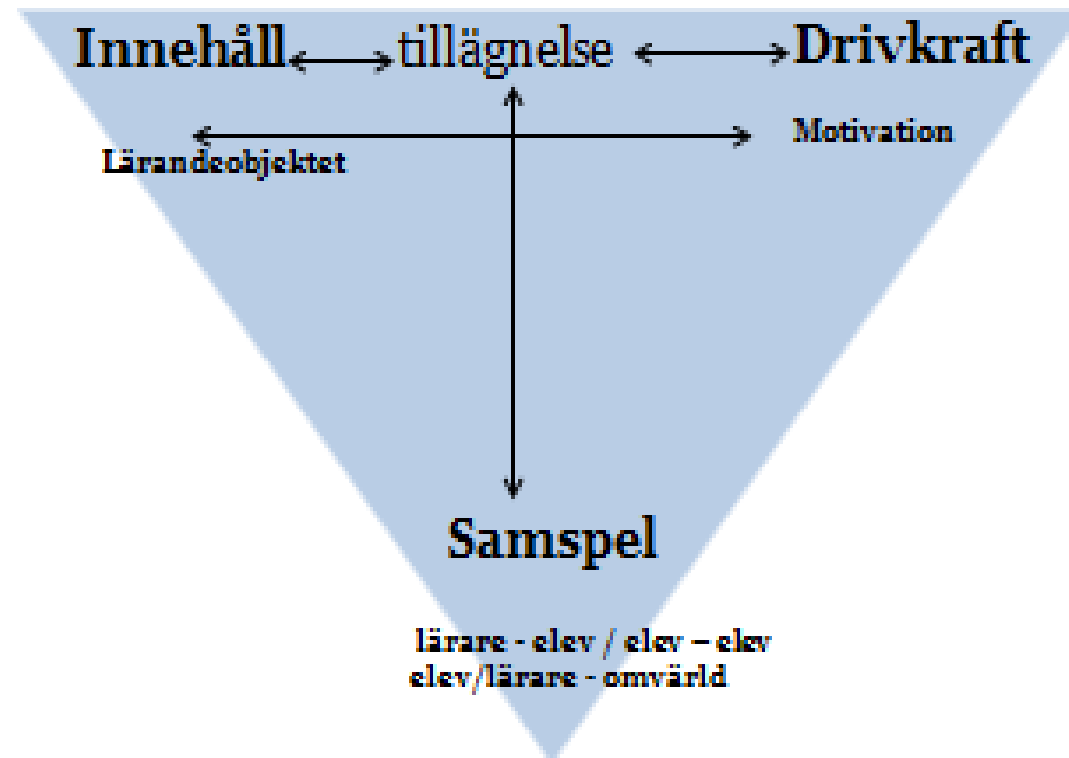 Innehåll tillägnelse Drivkraft
Motivation
Lärandeobjektet
Samspel
lärare - elev / elev – elev
elev/lärare - omvärld